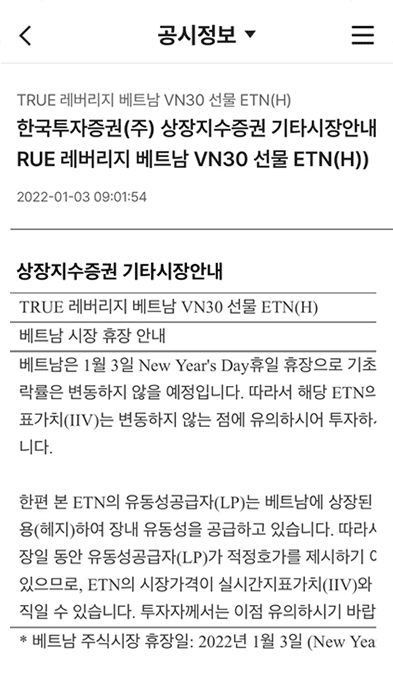 공시정보
TRUE 레버리지 베트남 VN30 선물 ETN(H)
한국투자증권(주) 상장지수증권 기타시장안내
RUE 레버리지 베트남 VN30 선물 ETN(H))
2022-01-03 09:01:54
상장지수증권 기타시장안내
TRUE 레버리지 베트남 VN30 선물 ETN(H)
베트남 시장 휴장 안내
베트남은 1월 3일 New Year's Day휴일 휴장으로 기초
락률은 변동하지 않을 예정입니다. 따라서 해당 ETN의
표가치(IIV)는 변동하지 않는 점에 유의하시어 투자하
니다.
한편 본 ETN의 유동성공급자(LP)는 베트남에 상장된
용(헤지)하여 장내 유동성을 공급하고 있습니다. 따라
장일 동안 유동성공급자(LP)가 적정호가를 제시하기
있으므로, ETN의 시장가격이 실시간지표가치(IIV)와
직일 수 있습니다. 투자자께서는 이점 유의하시기 바랍
* 베트남 주식시장 휴장일: 2022년 1월 3일 (New Yea